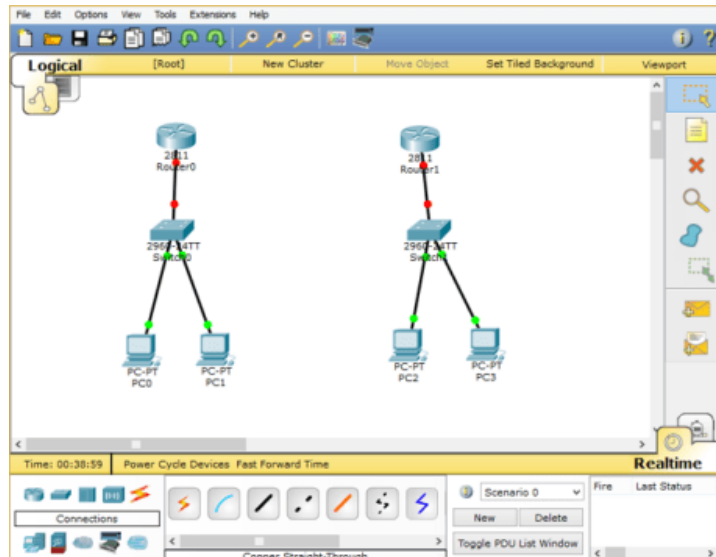 File Edit Options View Tools Extensions Help
Logical [Root] New Cluster Move Object Set Tiled Background Viewport
2811 2811
Router0 Router1
2960-24TT 2960-24TT
Switch0
PC-PT PC-PT PC-PT PC-PT
PC0 PC1 PC2 PC3
Time: 00:38:59 Power Cycle Devices Fast Forward Time Realtime
Scenario 0 Fire Last Status
Connections New Delete
Toggle PDU List Window
Copper Straight-Through